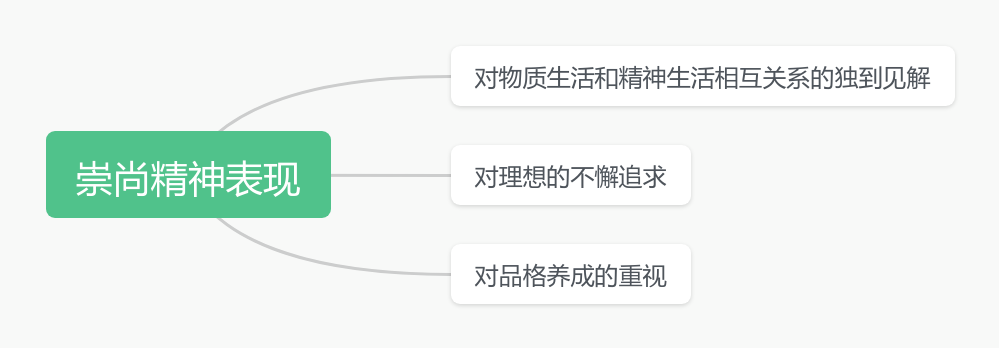 对物质生活和精神生活相互关系的独到见解
崇尚精神表现
对理想的不懈追求
对品格养成的重视